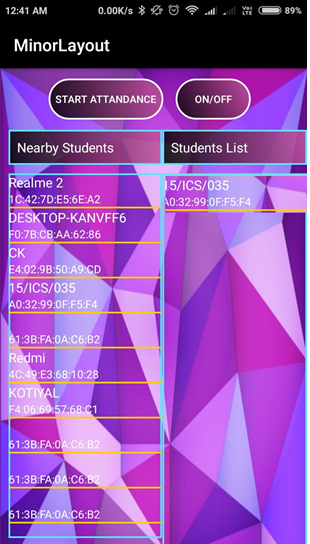 12:41 AM 0.00K/s VoLTE 89%
MinorLayout
START ATTANDANCE ON/OFF
Nearby Students Students List
Realme 2
1C:42:7D:E5:6E:A2
DESKTOP-KANVFF6
F0:7B:CB:AA:62:86
CK
E4:02:9B:50:A9:CD
15/ICS/035
A0:32:99:0F:F5:F4
61:3B:FA:0A:C6:B2
Redmi
4C:49:E3:68:10:28
KOTIYAL
F4:06:69:57:68:C1
61:3B:FA:0A:C6:B2
61:3B:FA:0A:C6:B2
61:3B:FA:0A:C6:B2
15/ICS/035
A0:32:99:0F:F5:F4